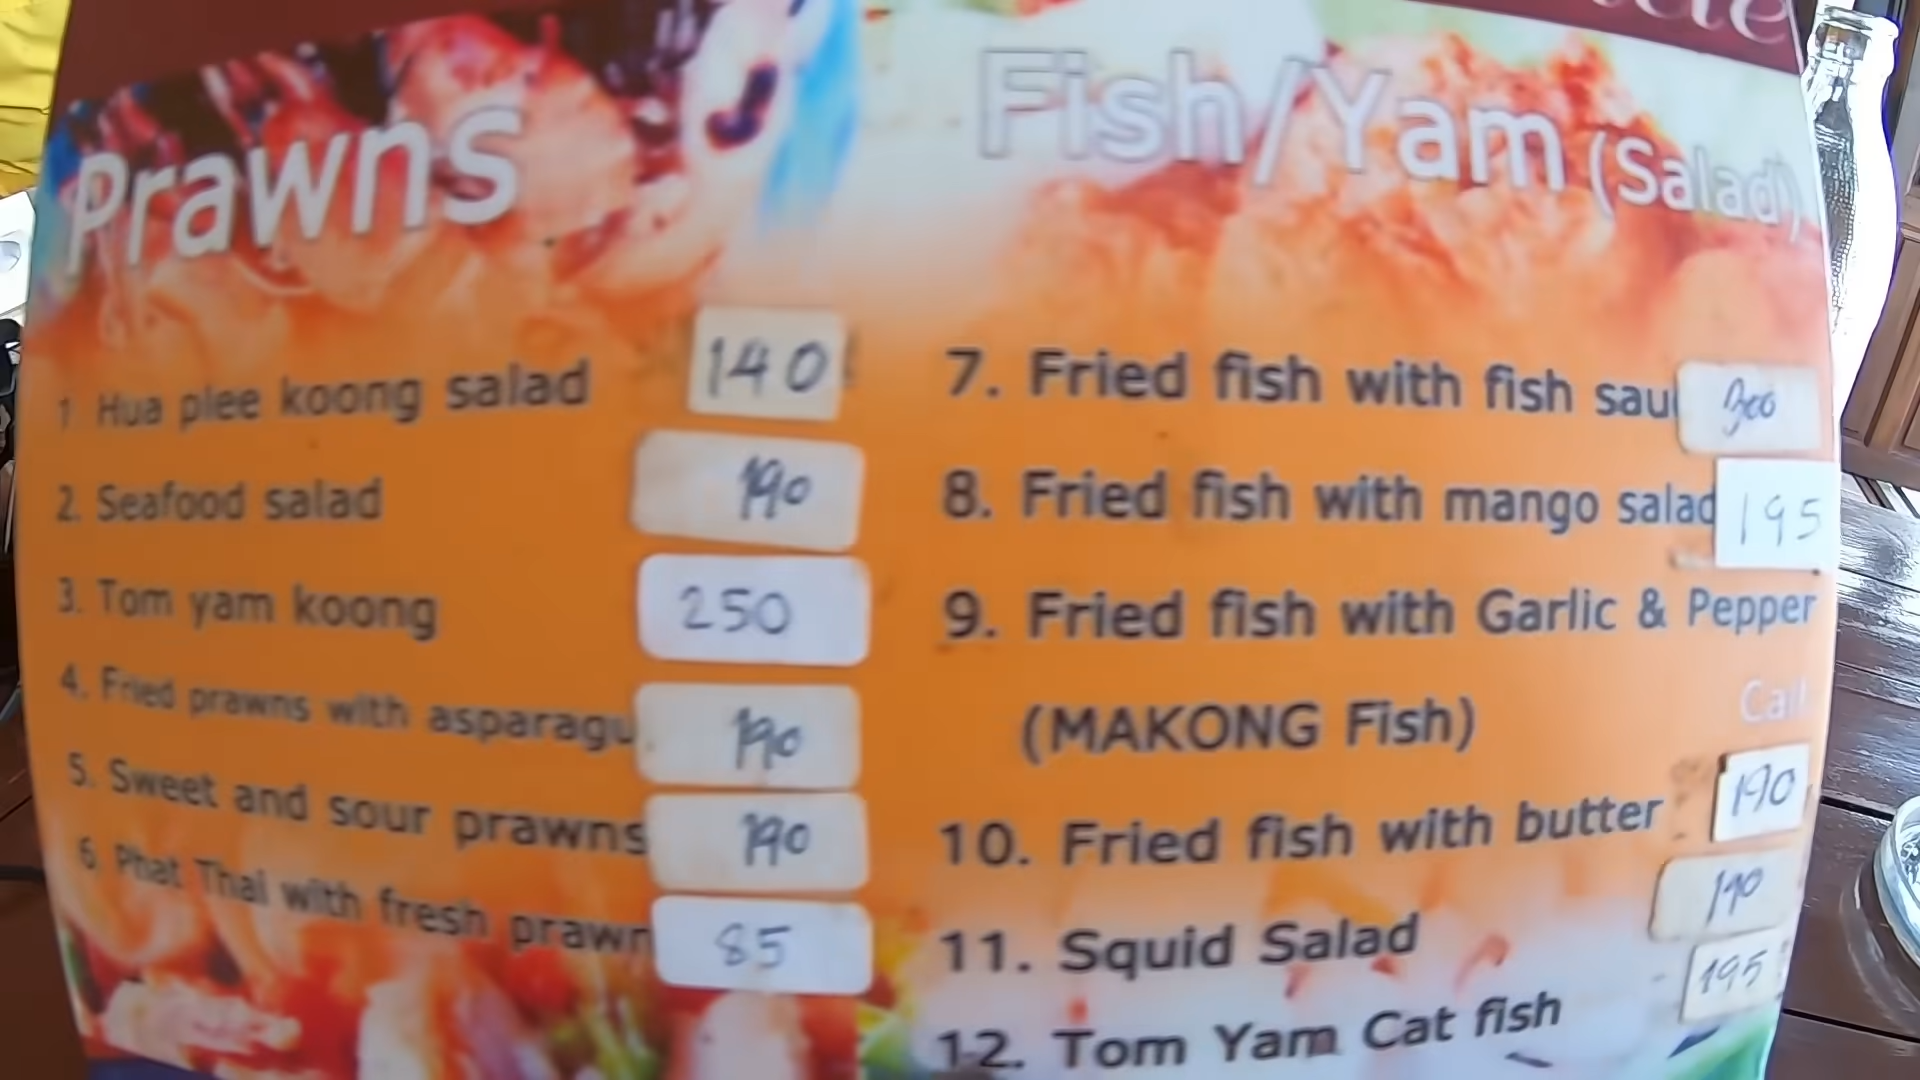 Prawns
1 Hua plee koong salad 140
2. Seafood salad 190
3. Tom yam koong 250
4. Fried prawns with asparagu 190
5. Sweet and sour prawns 190
6. Phat Thai with fresh prawn 85
Fish/Yam (Salad)
7. Fried fish with fish sau 300
8. Fried fish with mango salad 195
9. Fried fish with Garlic & Pepper
(MAKONG Fish)
10. Fried fish with butter 190
11. Squid Salad 190
12. Tom Yam Cat fish 195